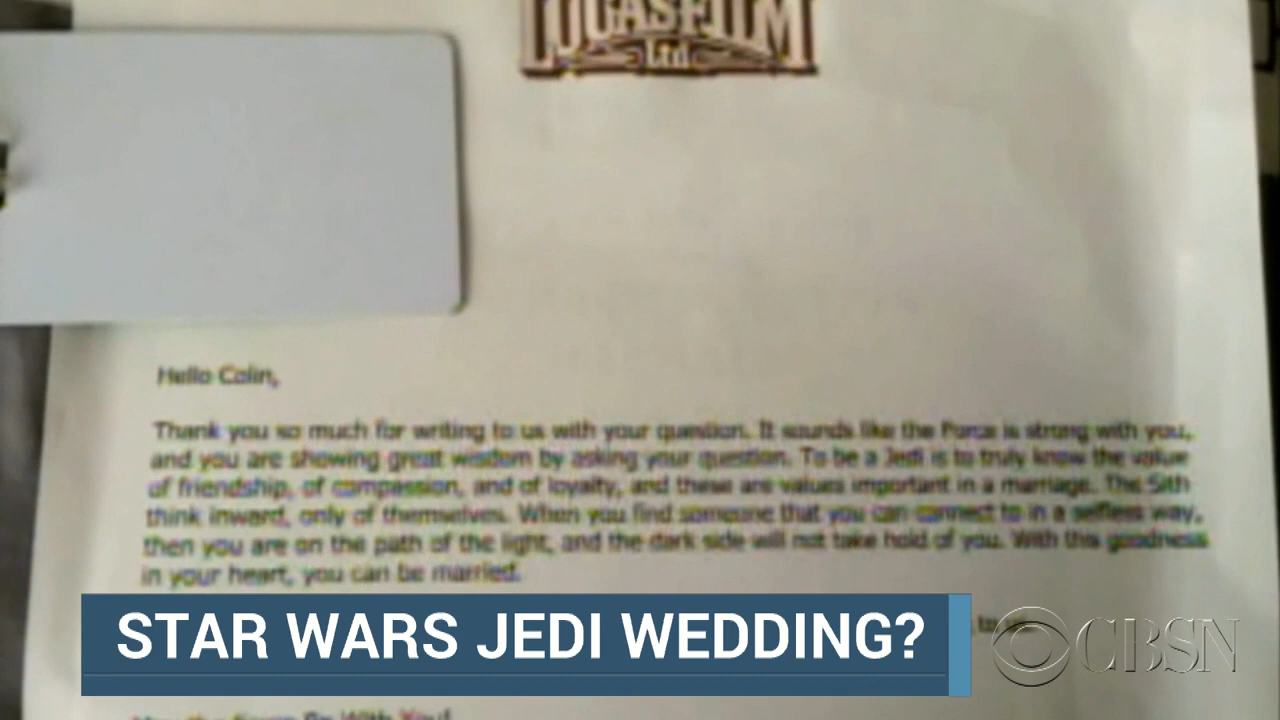 LUCASFILM
Ltd
Hello Colin,
Thank you so much for writing to us with your question. It sounds like the Force is strong with you,
and you are showing great wisdom by asking your question. To be a Jedi is to truly know the value
of friendship, of compassion, and of loyalty, and these are values important in a marriage. The Sith
think inward, only of themselves. When you find someone that you can connect to in a selfless way,
then you are on the path of the light, and the dark side will not take hold of you. With this goodness
in your heart, you can be married.
STAR WARS JEDI WEDDING?
CBSN
Be With You!